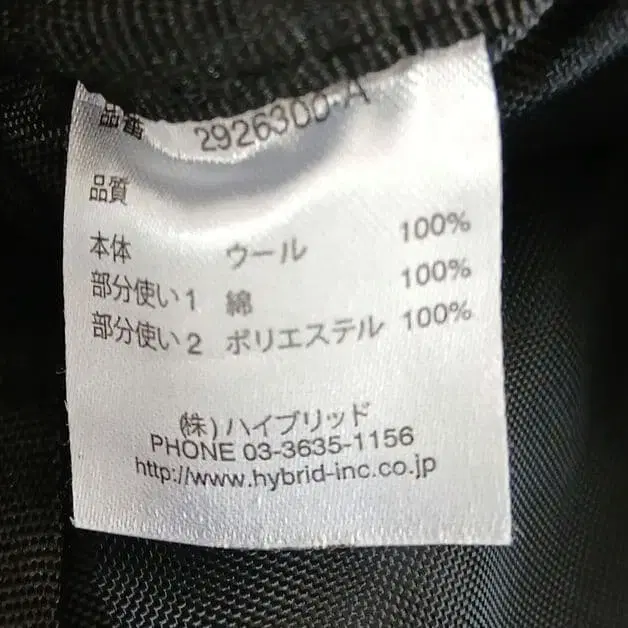 品番 2926300-A
品質
本体 ウール 100%
部分使い1 綿 100%
部分使い2 ポリエステル 100%
(株)ハイブリッド
PHONE 03-3635-1156
http://www.hybrid-inc.co.jp